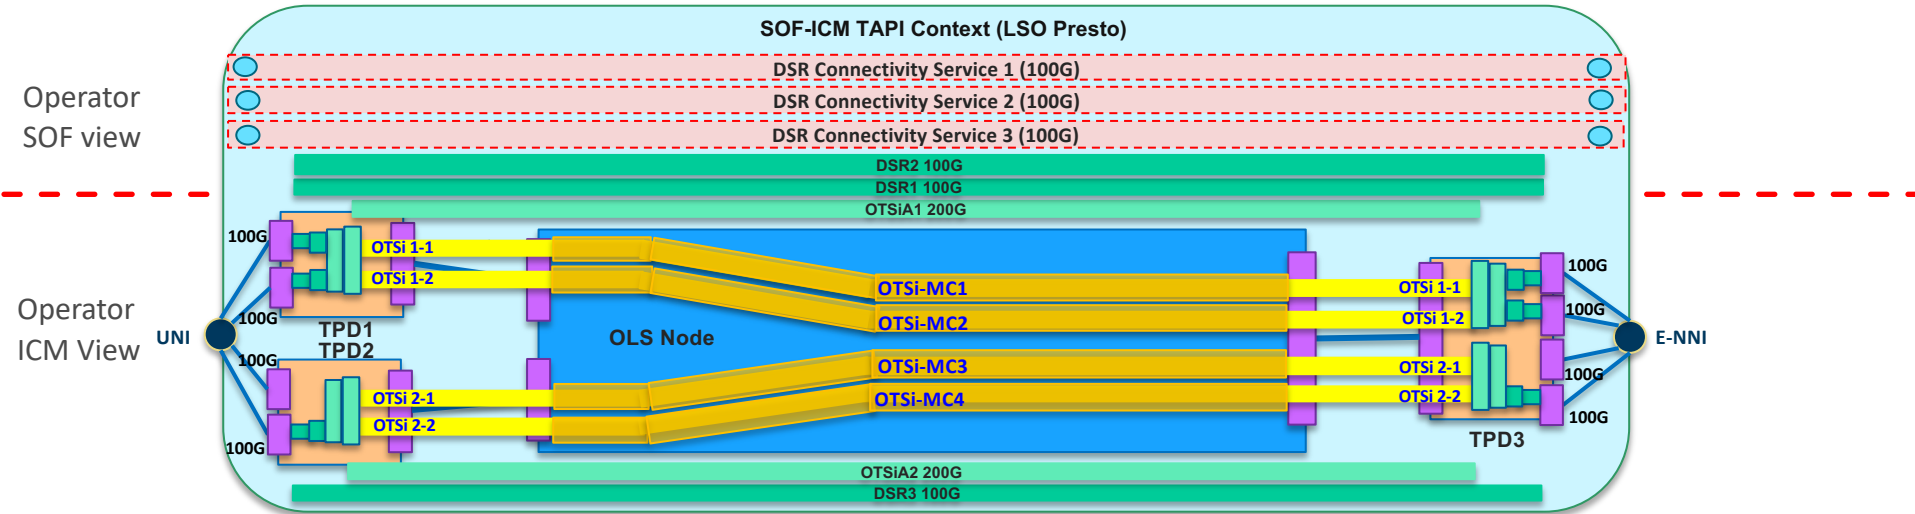 SOF-ICM TAPI Context (LSO Presto)
DSR Connectivity Service 1 (100G)
DSR Connectivity Service 2 (100G)
DSR Connectivity Service 3 (100G)
Operator
SOF view
DSR2 100G
DSR1 100G
OTSiA1 200G
Operator
ICM View
UNI
100G
100G
100G
100G
OTSi 1-1
OTSi 1-2
TPD1
TPD2
OTSi 2-1
OTSi 2-2
OLS Node
OTSi-MC1
OTSi-MC2
OTSi-MC3
OTSi-MC4
OTSi 1-1
OTSi 1-2
OTSi 2-1
OTSi 2-2
TPD3
100G
100G
100G
100G
E-NNI
OTSiA2 200G
DSR3 100G